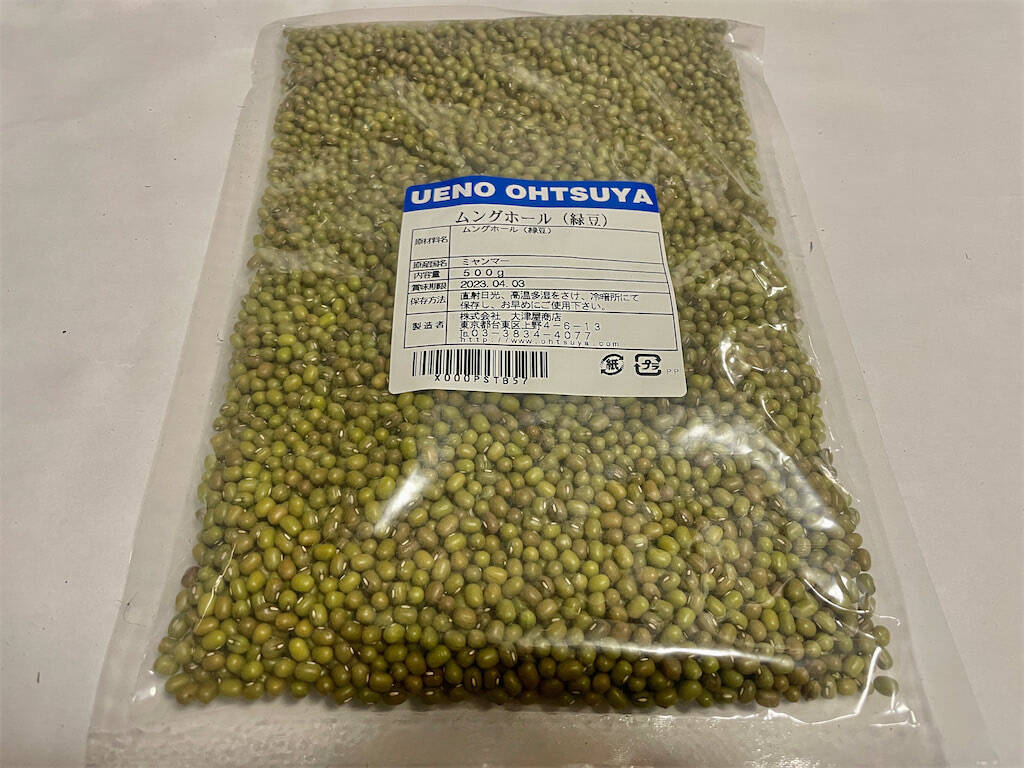 UENO OHTSUYA
ムングホール（緑豆）
原材料名 ムングホール（緑豆）
原産国名 ミャンマー
内容量 500g
賞味期限 2023.04.03
保存方法 直射日光、高温多湿をさけ、冷暗所にて
保存し、お早めにご使用下さい。
製造者 株式会社 大津屋商店
東京都台東区上野4-6-13
℡03-3834-4077
http://www.ohtsuya.com
X000PSTB57
紙
プラ
PP